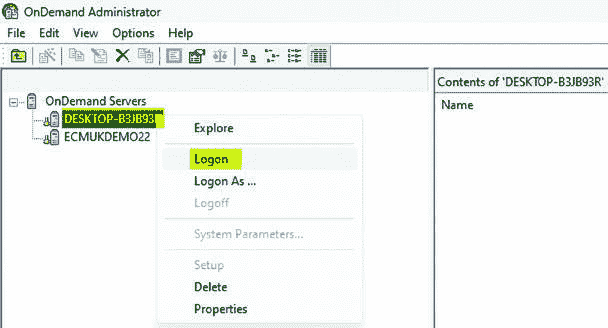 OnDemand Administrator
File Edit View Options Help
Contents of 'DESKTOP-B3JB93R'
Name
OnDemand Servers
DESKTOP-B3JB93R
ECMUKDEMO22
Explore
Logon
Logon As ...
Logoff
System Parameters...
Setup
Delete
Properties